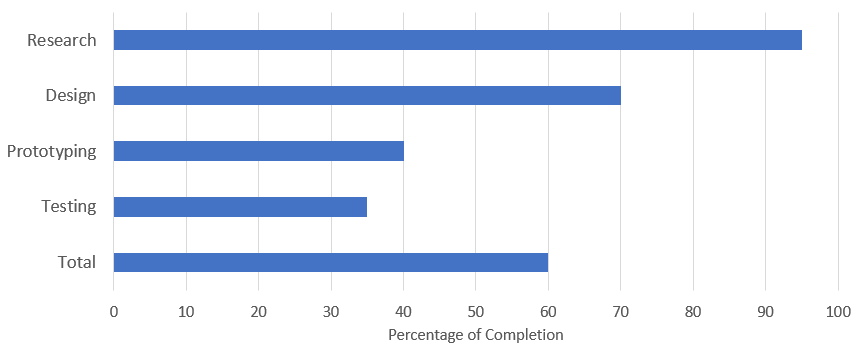 Research
Design
Prototyping
Testing
Total
0 10 20 30 40 50 60 70 80 90 100
Percentage of Completion